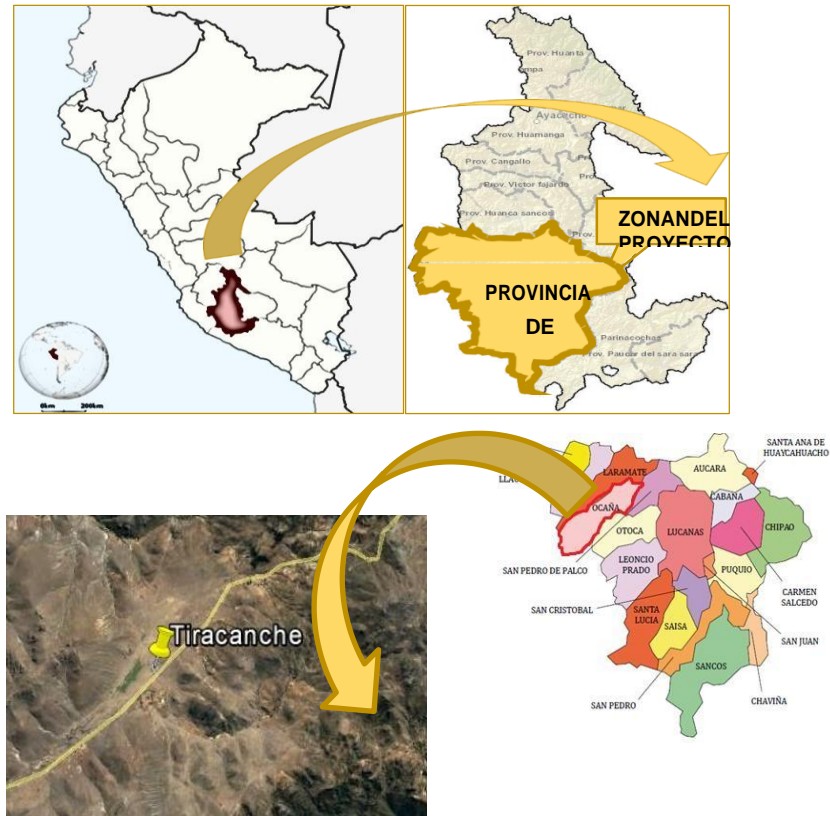 Prov. Huanta
Ayacucho
Prov. Huamanga
Prov. Cangallo
Prov. Victor fajardo
Prov. Huanca sancos
Prov.
ZONANDEL
PROYECTO
PROVINCIA
DE
Parinacochas
Prov. Paucar del sara sara
0km 200km
SANTA ANA DE
HUAYCAHUACHO
AUCARA
LARAMATE
CABAÑA
OCAÑA
CHIPAO
OTOCA
LUCANAS
SAN PEDRO DE PALCO
LEONCIO
PRADO
PUQUIO
CARMEN
SALCEDO
SAN CRISTOBAL
SANTA
LUCIA
SAISA
SAN JUAN
SANCOS
SAN PEDRO
CHAVIÑA
Tiracanche